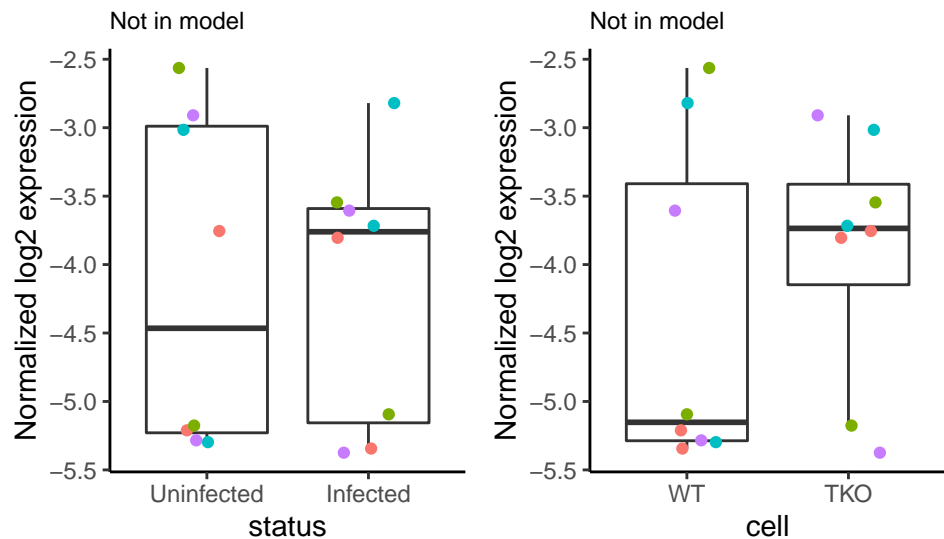 Not in model
Normalized log2 expression
−2.5
−3.0
−3.5
−4.0
−4.5
−5.0
−5.5
Uninfected
Infected
status
Not in model
Normalized log2 expression
−2.5
−3.0
−3.5
−4.0
−4.5
−5.0
−5.5
WT
TKO
cell